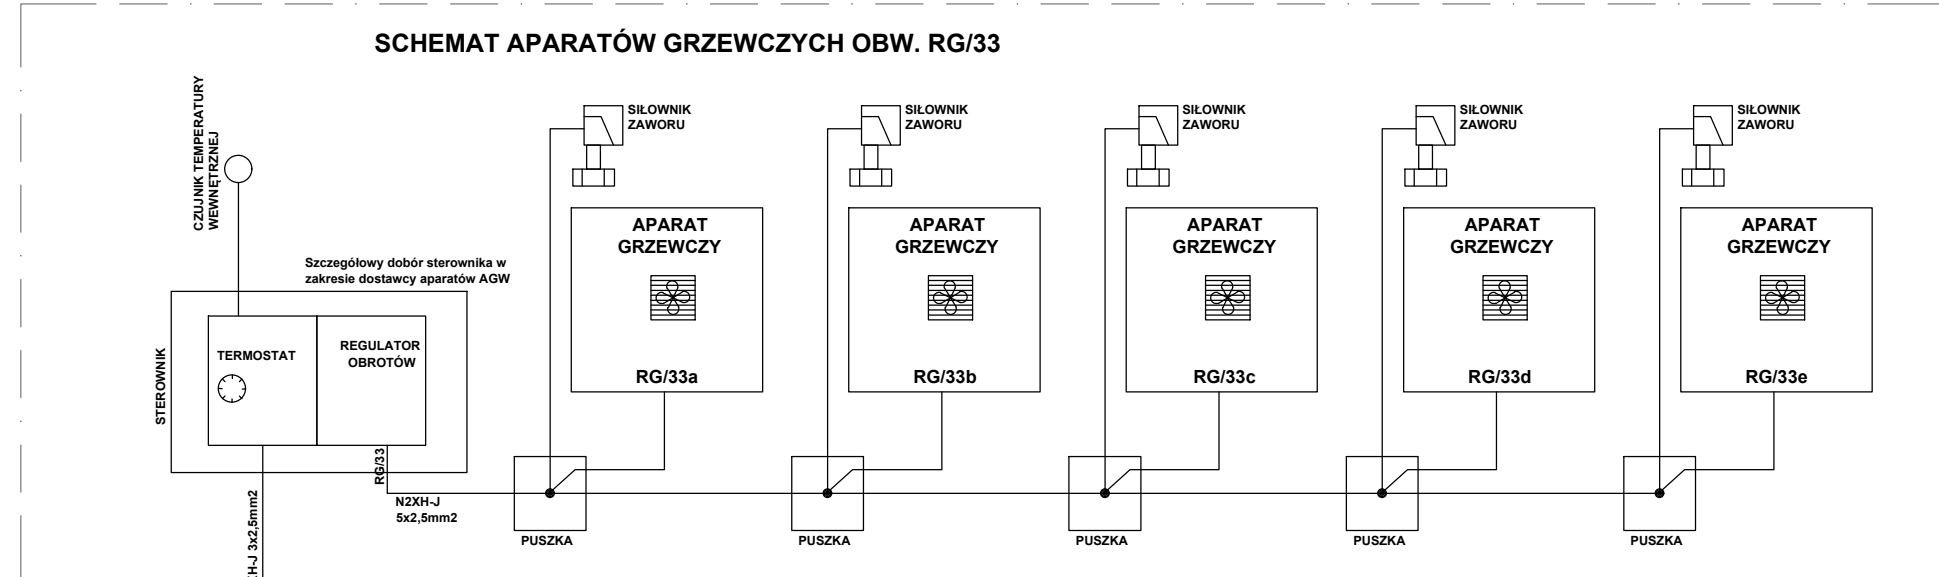 SCHEMAT APARATÓW GRZEWCZYCH OBW. RG/33
CZUJNIK TEMPERATURY
WEWNĘTRZNEJ
SIŁOWNIK
ZAWORU
SIŁOWNIK
ZAWORU
SIŁOWNIK
ZAWORU
SIŁOWNIK
ZAWORU
SIŁOWNIK
ZAWORU
APARAT
GRZEWCZY
RG/33a
APARAT
GRZEWCZY
RG/33b
APARAT
GRZEWCZY
RG/33c
APARAT
GRZEWCZY
RG/33d
APARAT
GRZEWCZY
RG/33e
Szczegółowy dobór sterownika w
zakresie dostawcy aparatów AGW
STEROWNIK
TERMOSTAT
REGULATOR
OBROTÓW
RG/33
N2XH-J
5x2,5mm2
3x2,5mm2
PUSZKA
PUSZKA
PUSZKA
PUSZKA
PUSZKA